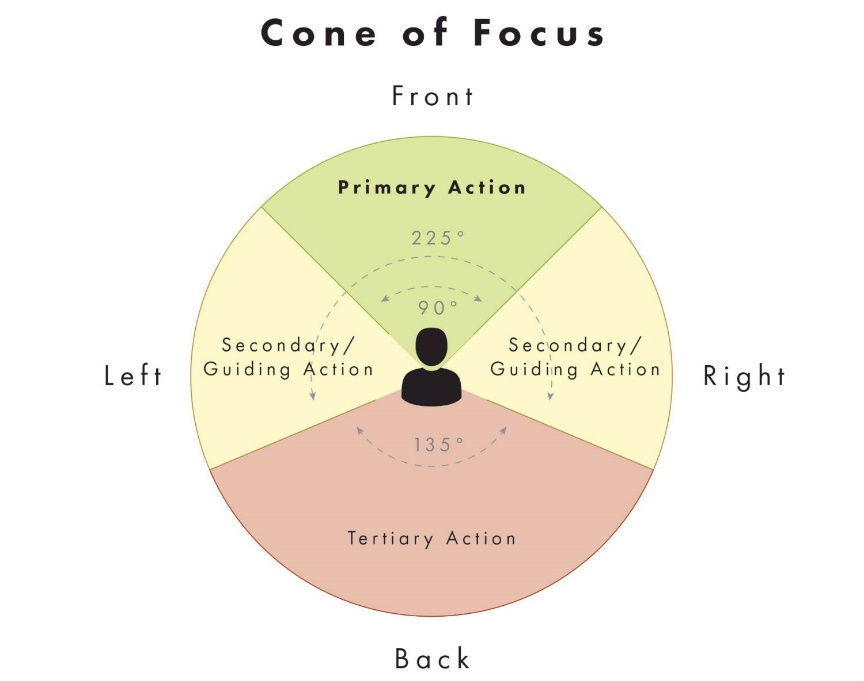 Cone of Focus
Front
Primary Action
225°
90°
Secondary/
Guiding Action
Secondary/
Guiding Action
Left
Right
135°
Tertiary Action
Back